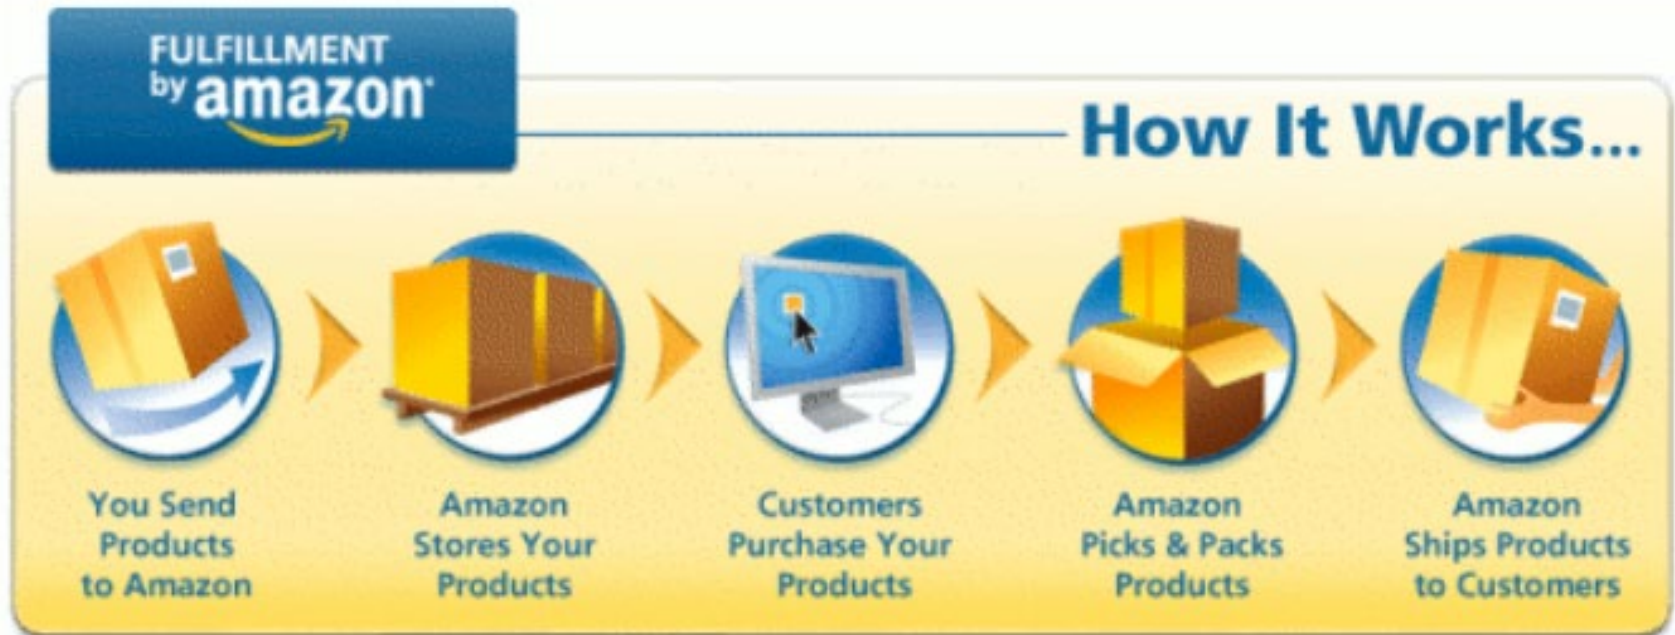 FULFILLMENT
by amazon
How It Works...
You Send
Products
to Amazon
Amazon
Stores Your
Products
Customers
Purchase Your
Products
Amazon
Picks & Packs
Products
Amazon
Ships Products
to Customers